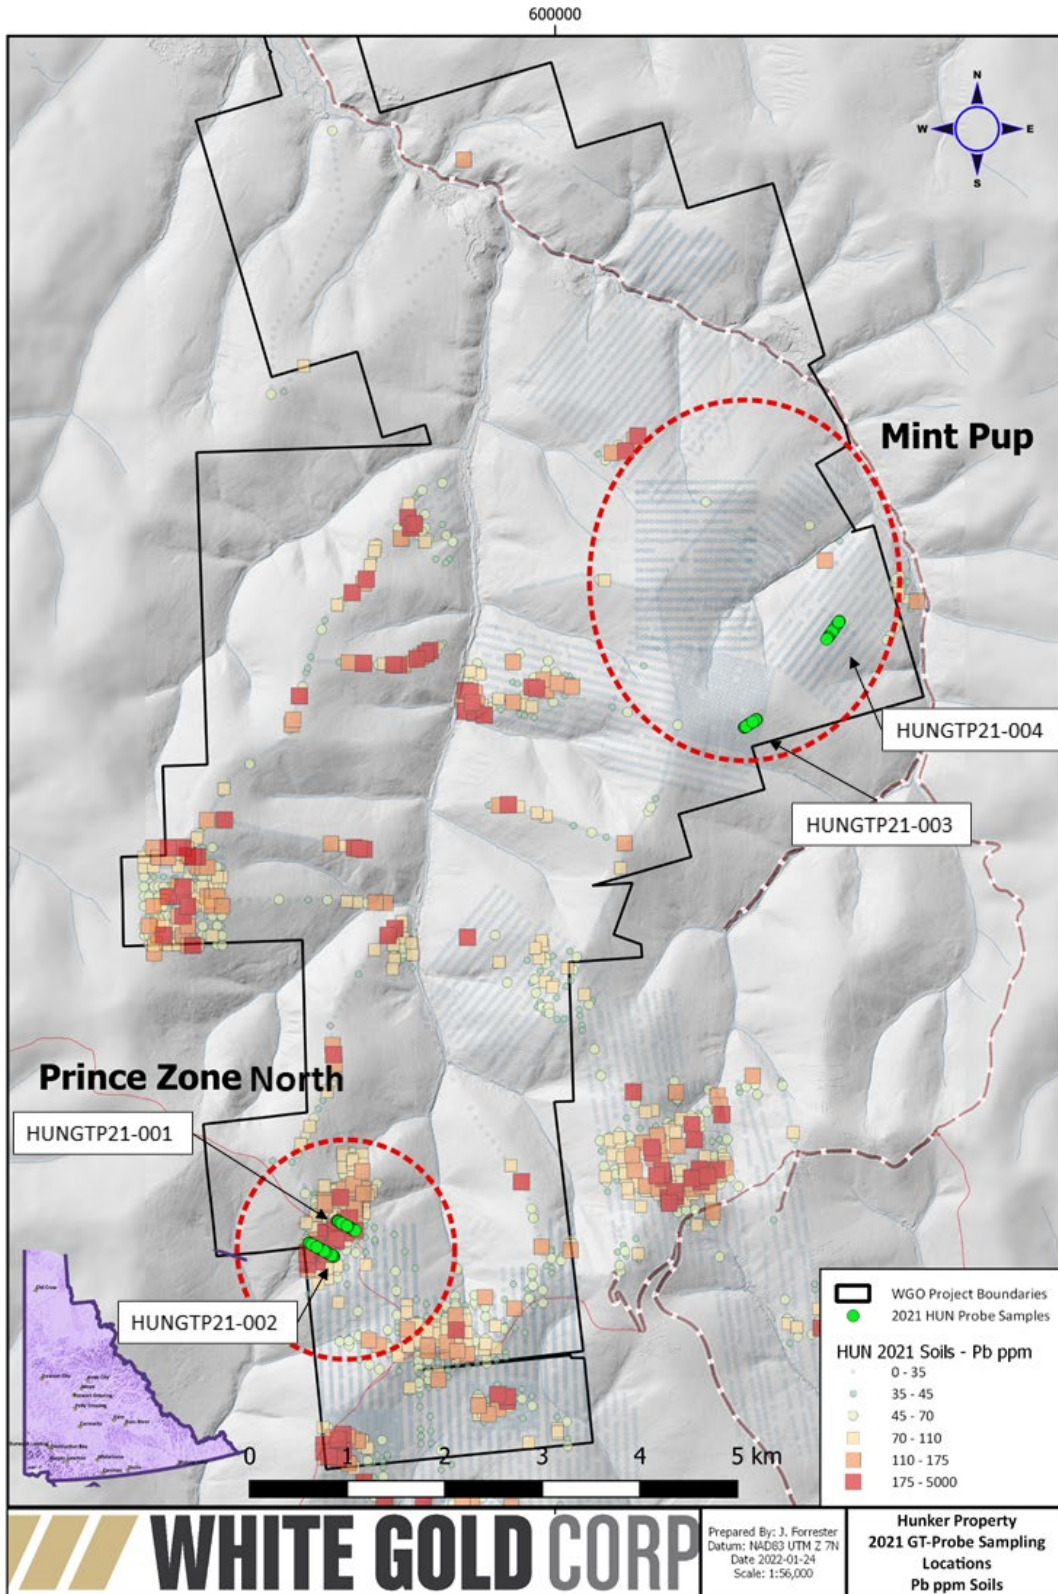 600000
N
W E
S
Mint Pup
HUNGTP21-004
HUNGTP21-003
Prince Zone North
HUNGTP21-001
HUNGTP21-002
WGO Project Boundaries
2021 HUN Probe Samples
HUN 2021 Soils - Pb ppm
0 - 35
35 - 45
45 - 70
70 - 110
110 - 175
175 - 5000
0 1 2 3 4 5 km
WHITE GOLD CORP
Prepared By: J. Forrester
Datum: NAD83 UTM Z 7N
Date 2022-01-24
Scale: 1:56,000
Hunker Property
2021 GT-Probe Sampling
Locations
Pb ppm Soils